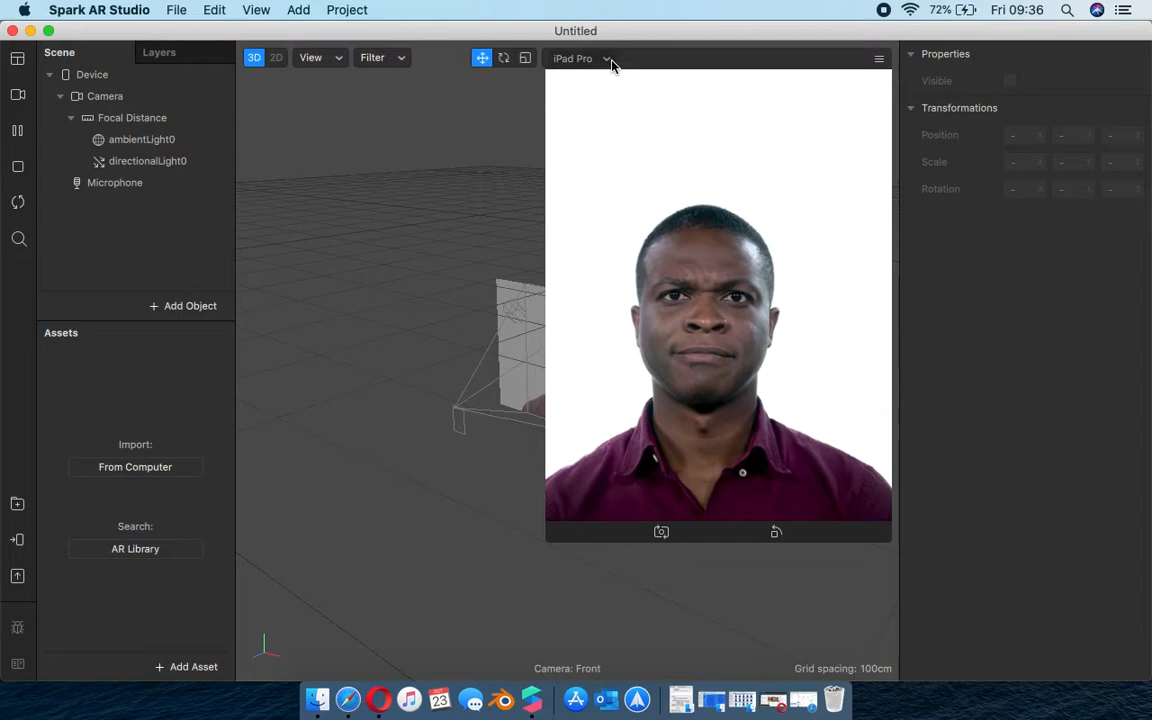 Spark AR Studio File Edit View Add Project 72% Fri 09:36
Untitled
Scene Layers
3D 2D View Filter
iPad Pro
Properties
Device
Visible
Camera
Transformations
Focal Distance
Position - X - Y - Z
ambientLight0
Scale - X - Y - Z
directionalLight0
Rotation - X - Y - Z
Microphone
+ Add Object
Assets
Import:
From Computer
Search:
AR Library
+ Add Asset
Camera: Front
Grid spacing: 100cm
OCT
23